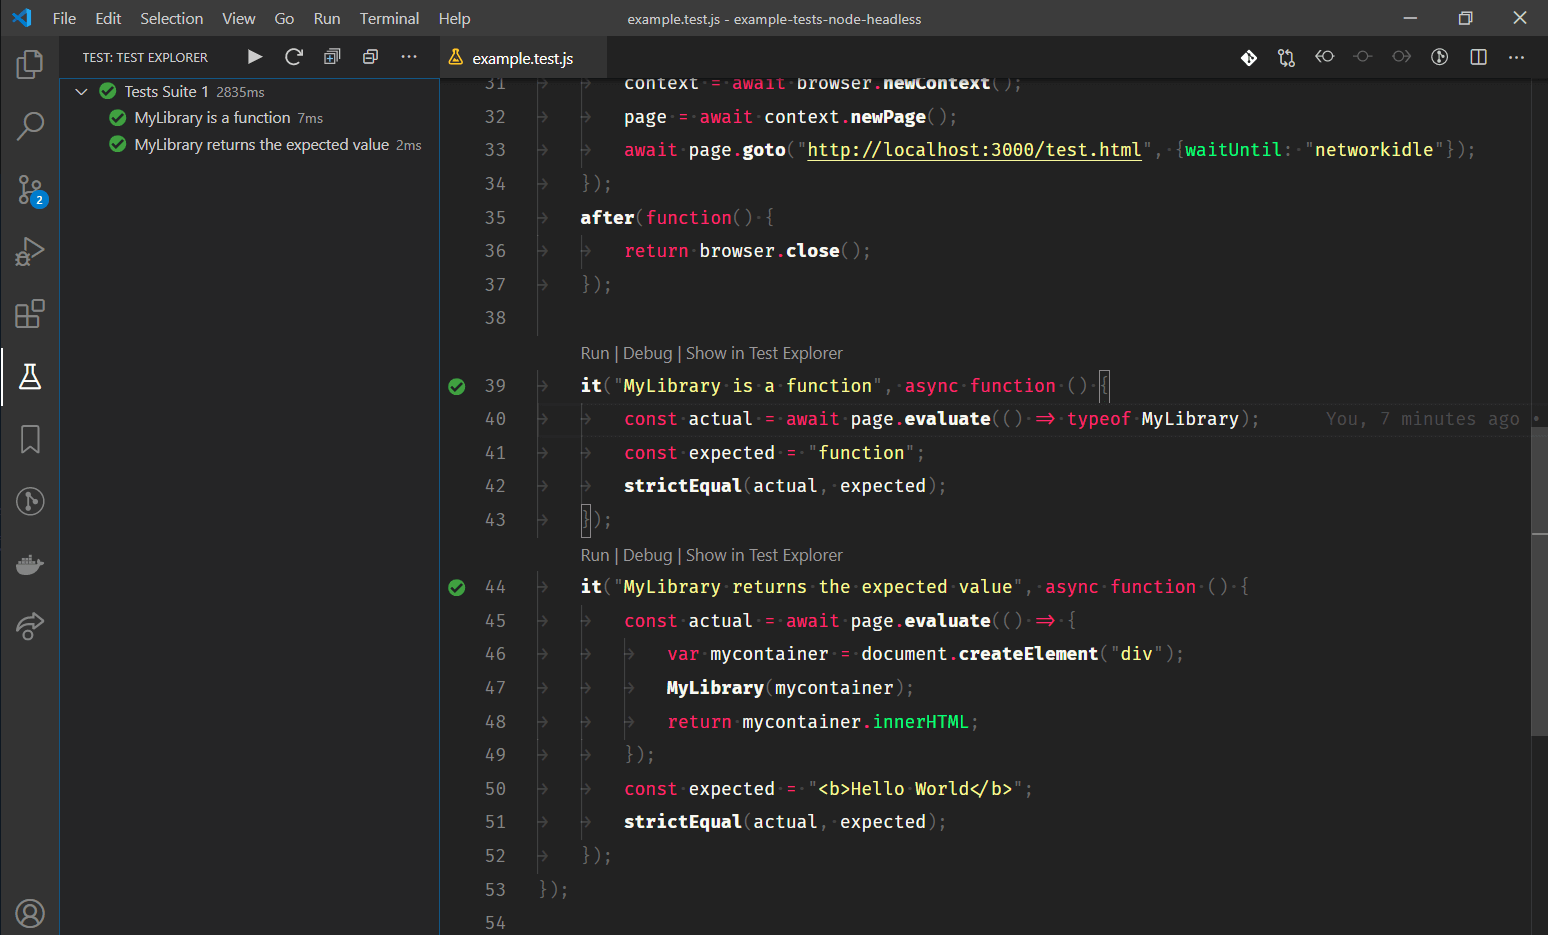 File Edit Selection View Go Run Terminal Help
example.test.js - example-tests-node-headless
TEST: TEST EXPLORER
example.test.js
Tests Suite 1 2835ms
MyLibrary is a function 7ms
MyLibrary returns the expected value 2ms
2
31 context = await browser.newContext();
32 page = await context.newPage();
33 await page.goto("http://localhost:3000/test.html", {waitUntil: "networkidle"});
34 });
35 after(function() {
36 return browser.close();
37 });
38
Run | Debug | Show in Test Explorer
39 it("MyLibrary is a function", async function () {
40 const actual = await page.evaluate(() => typeof MyLibrary); You, 7 minutes ago •
41 const expected = "function";
42 strictEqual(actual, expected);
43 });
Run | Debug | Show in Test Explorer
44 it("MyLibrary returns the expected value", async function () {
45 const actual = await page.evaluate(() => {
46 var mycontainer = document.createElement("div");
47 MyLibrary(mycontainer);
48 return mycontainer.innerHTML;
49 });
50 const expected = "<b>Hello World</b>";
51 strictEqual(actual, expected);
52 });
53 });
54